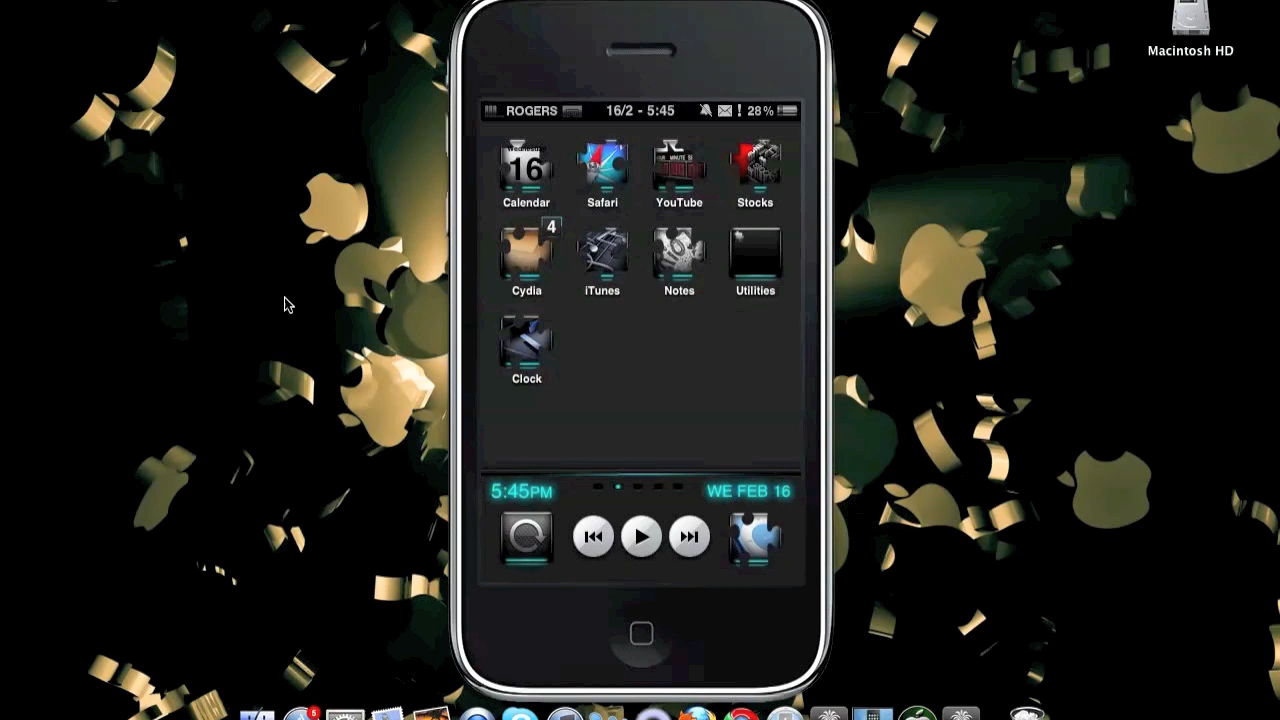 Macintosh HD
ROGERS 16/2 - 5:45 28%
16
Calendar Safari YouTube Stocks
4
Cydia iTunes Notes Utilities
Clock
5:45PM WE FEB 16
5